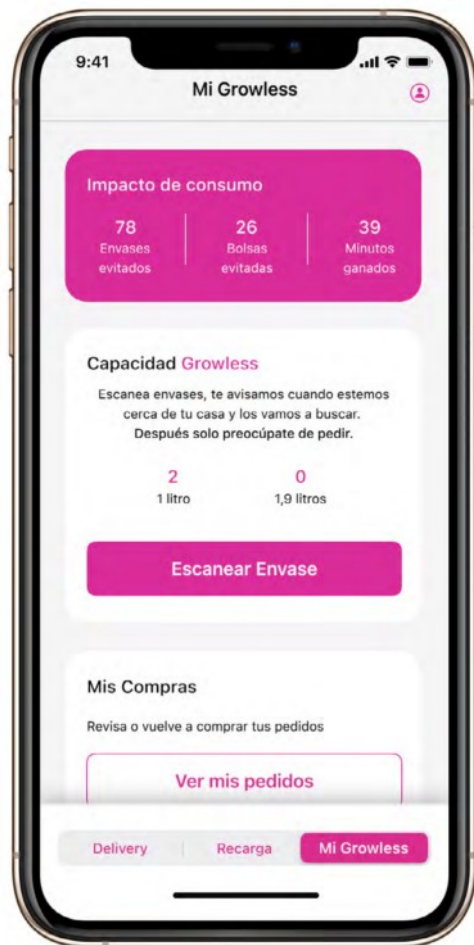 9:41
Mi Growless
Impacto de consumo
78
Envases
evitados
26
Bolsas
evitadas
39
Minutos
ganados
Capacidad Growless
Escanea envases, te avisamos cuando estemos
cerca de tu casa y los vamos a buscar.
Después solo preocúpate de pedir.
2
1 litro
0
1,9 litros
Escanear Envase
Mis Compras
Revisa o vuelve a comprar tus pedidos
Ver mis pedidos
Delivery
Recarga
Mi Growless